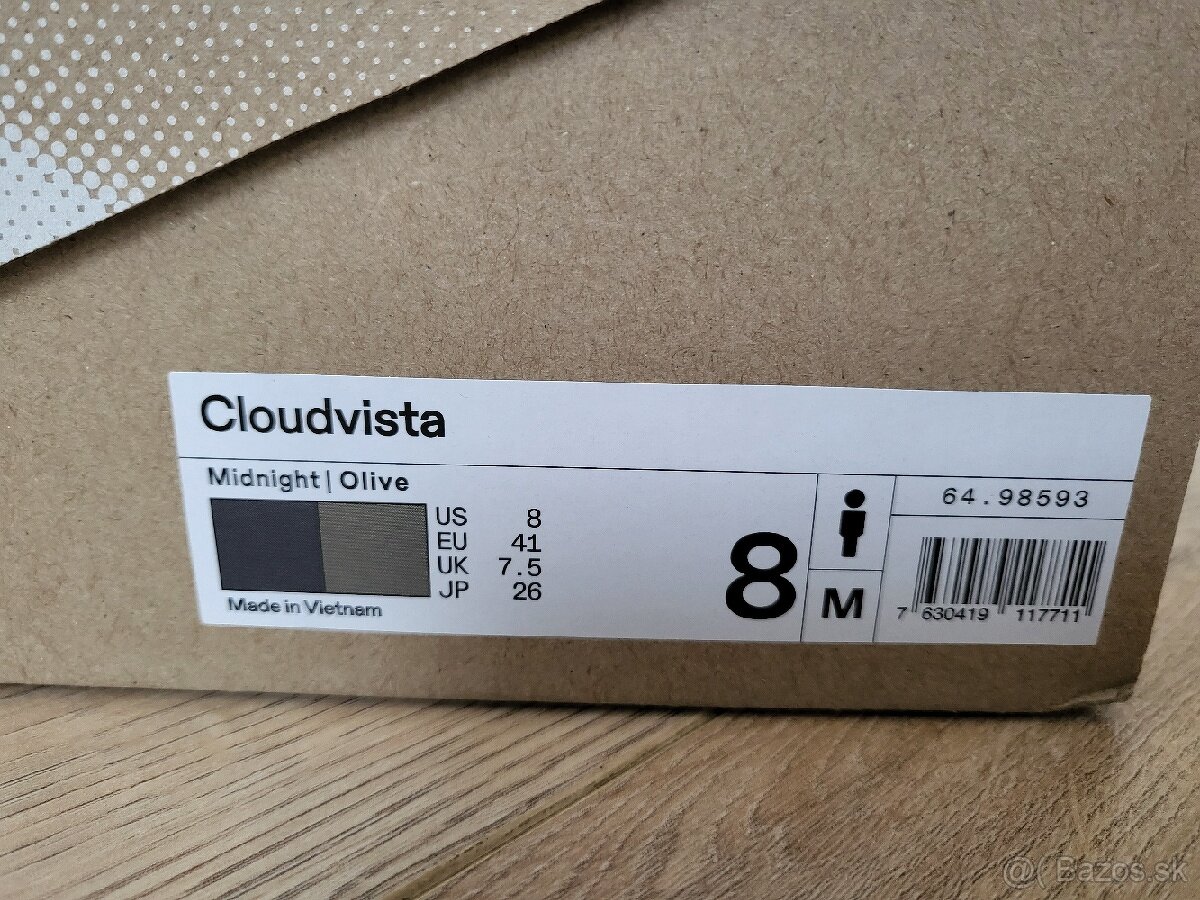 Cloudvista
Midnight | Olive
US 8
EU 41
UK 7.5
JP 26
Made in Vietnam
8
M
64.98593
7 630419 117711
@ Bazos.sk